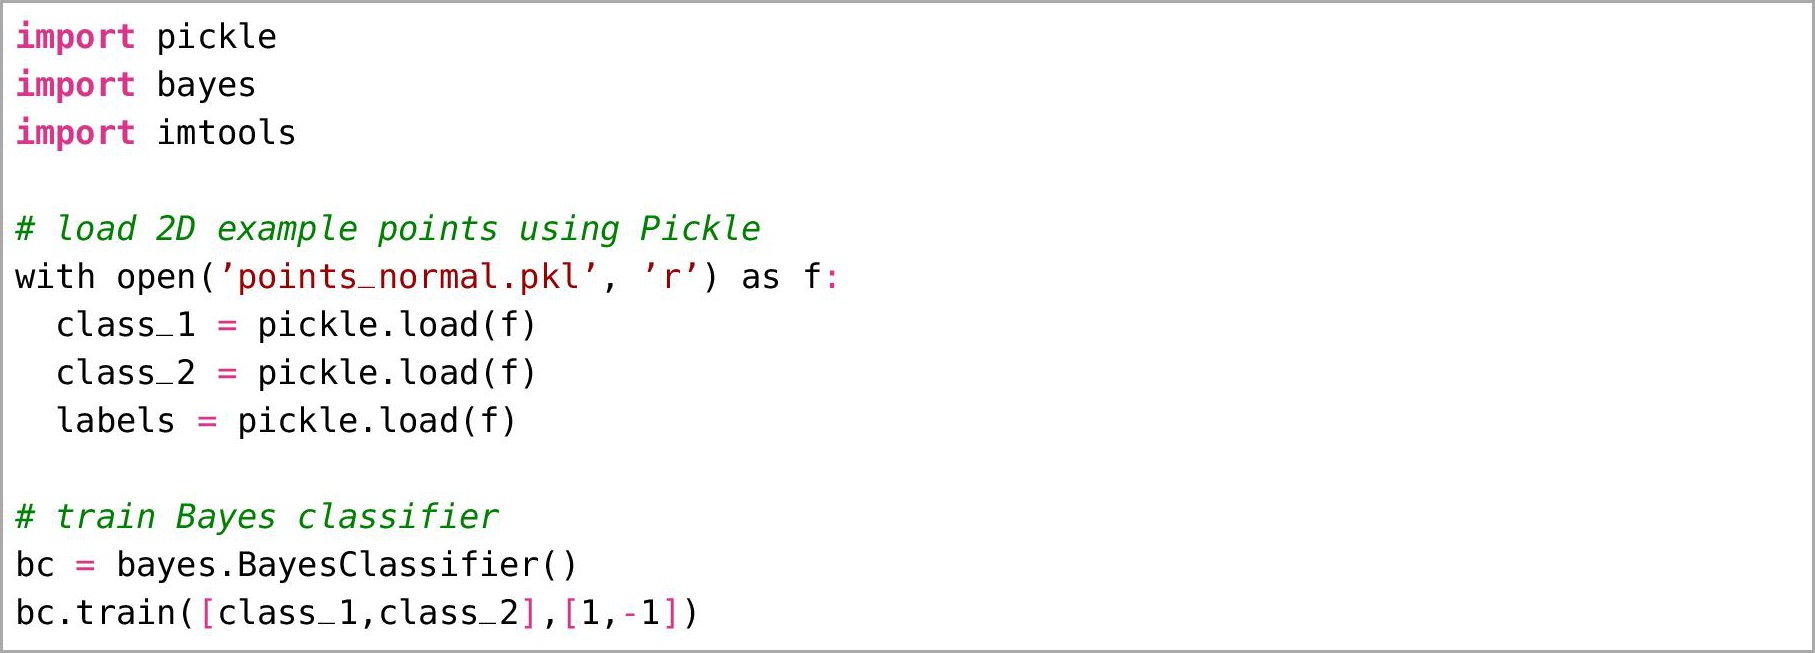 import pickle
import bayes
import imtools
# load 2D example points using Pickle
with open(’points_normal.pkl’, ’r’) as f:
  class_1 = pickle.load(f)
  class_2 = pickle.load(f)
  labels = pickle.load(f)
# train Bayes classifier
bc = bayes.BayesClassifier()
bc.train([class_1,class_2],[1,-1])